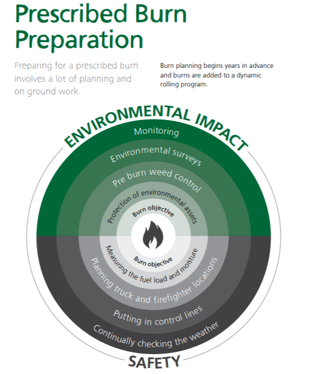 Prescribed Burn
Preparation
Preparing for a prescribed burn
involves a lot of planning and
on ground work
Burn planning begins years in advance
and burns are added to a dynamic
rolling program.
ENVIRONMENTAL IMPACT
Monitoring
Environmental surveys
Pre burn weed control
Protection of environmental assets
Burn objective
Burn objective
Measuring the fuel load and moisture
Planning truck and firefighter locations
Putting in control lines
Continually checking the weather
SAFETY